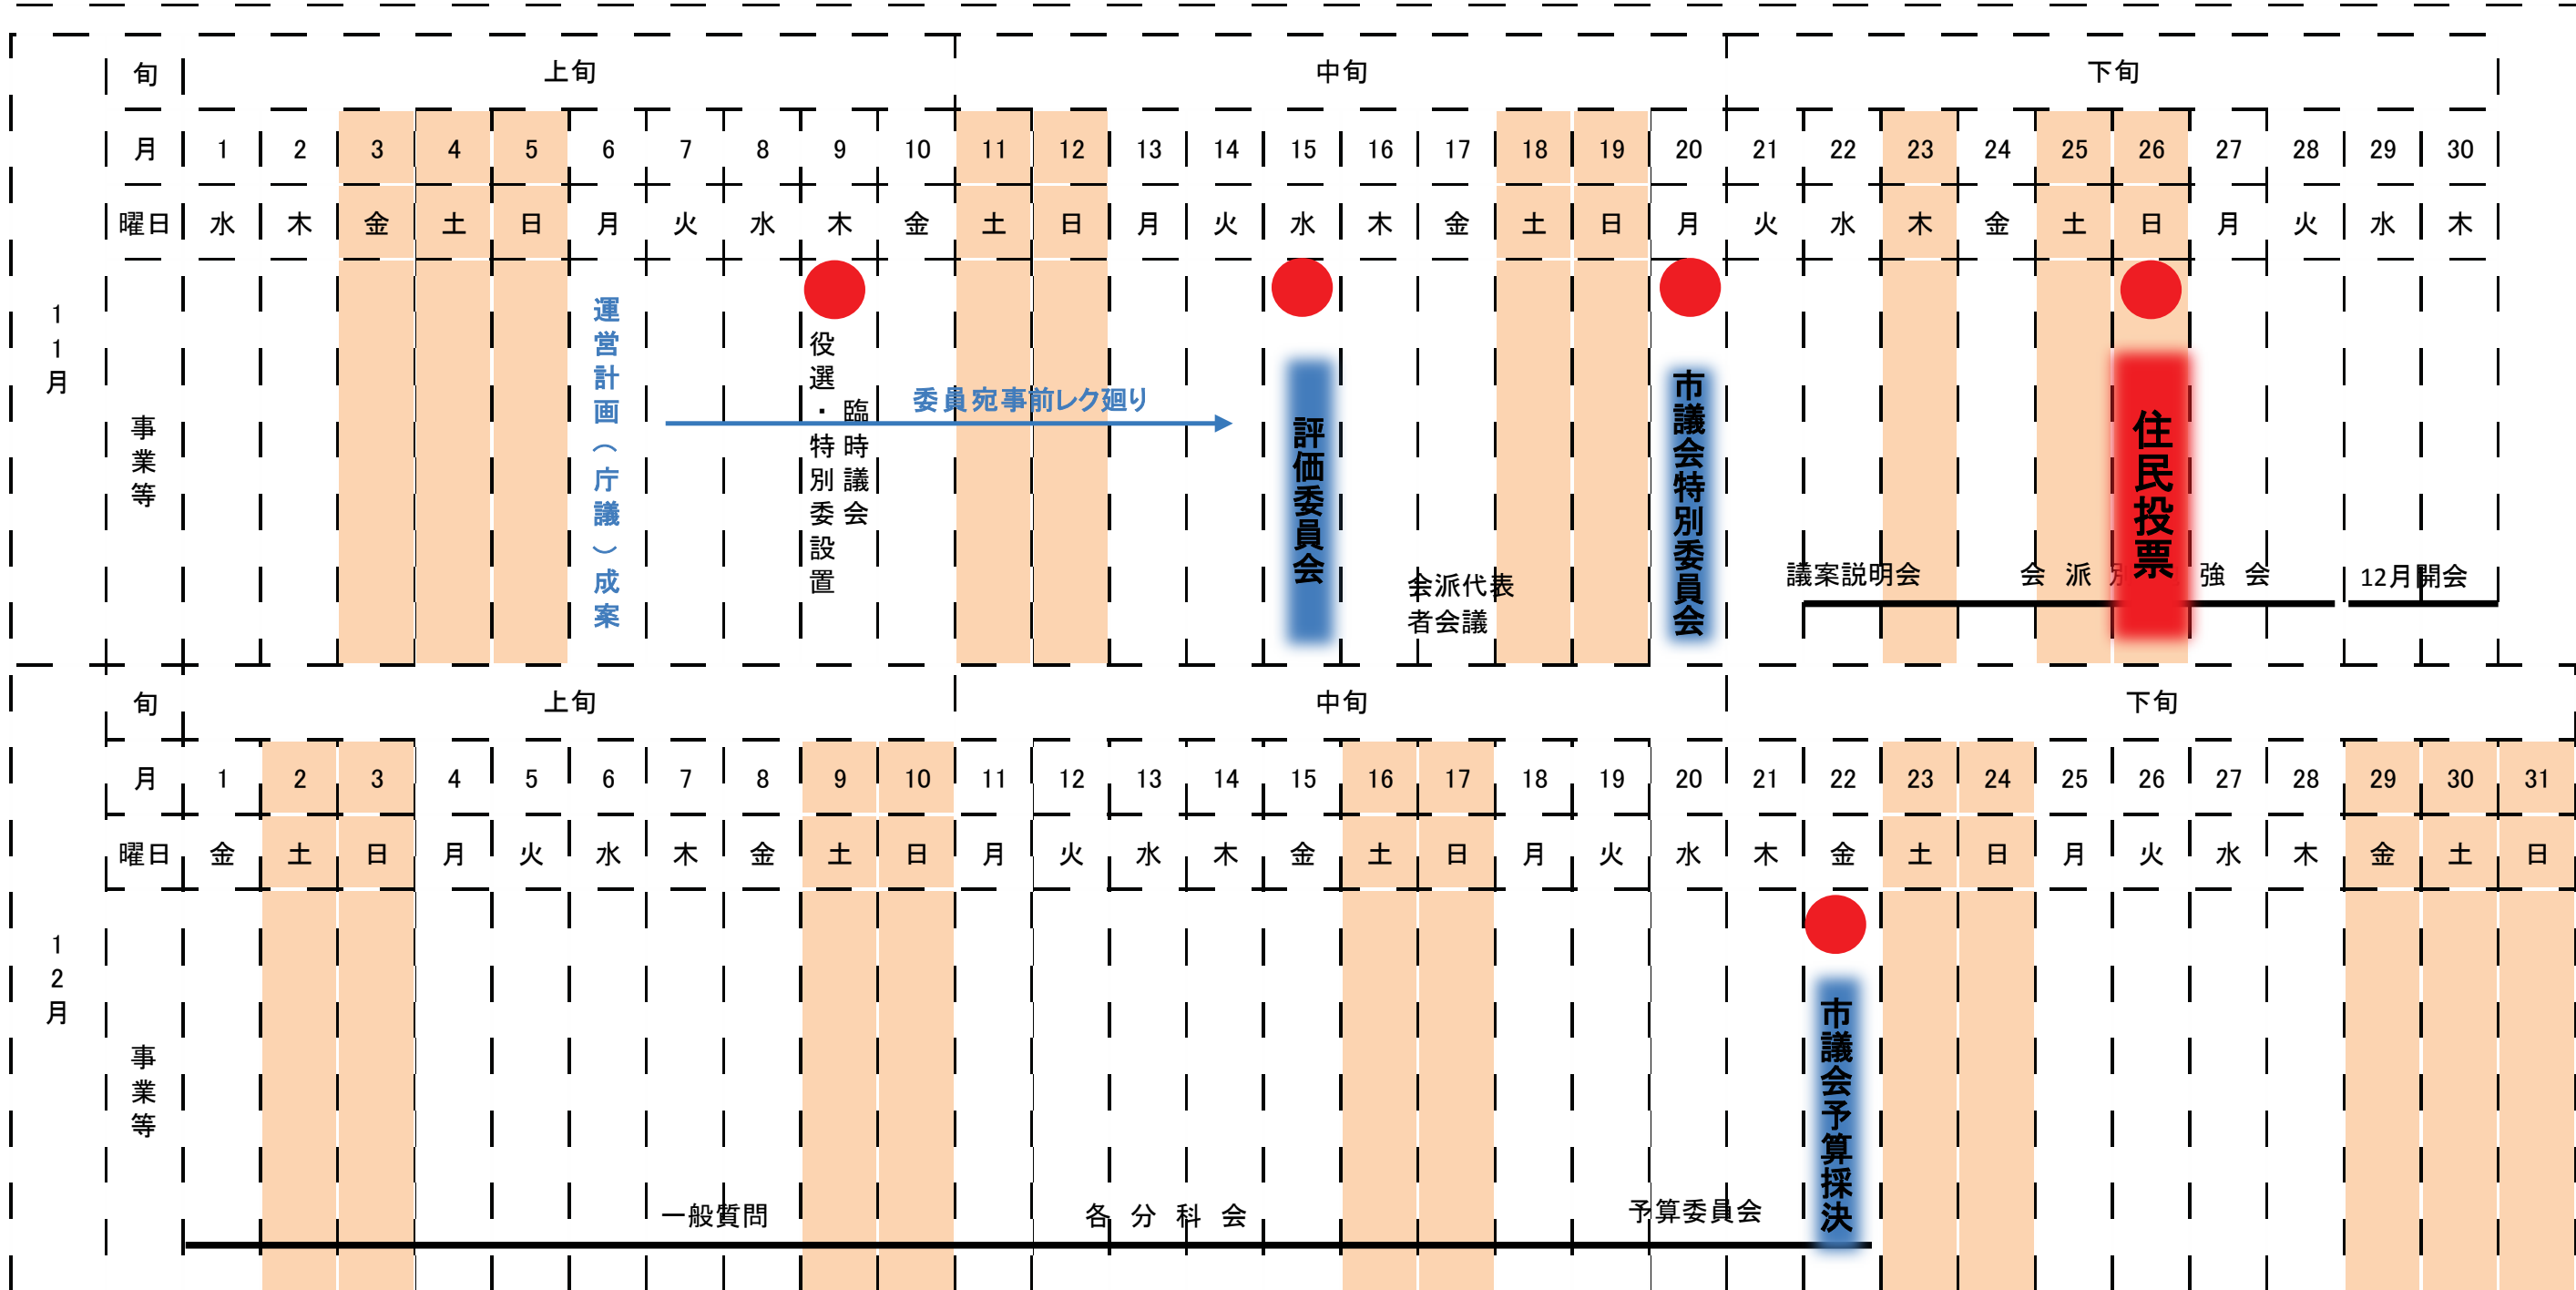 旬 上旬 中旬 下旬
月 1 2 3 4 5 6 7 8 9 10 11 12 13 14 15 16 17 18 19 20 21 22 23 24 25 26 27 28 29 30
曜日 水 木 金 土 日 月 火 水 木 金 土 日 月 火 水 木 金 土 日 月 火 水 木 金 土 日 月 火 水 木
11月
事業等
運営計画（庁議）成案
臨時議会
役選・特別委設置
委員宛事前レク廻り
評価委員会
会派代表
者会議
市議会特別委員会
議案説明会
住民投票
会派別 強会
12月開会
旬 上旬 中旬 下旬
月 1 2 3 4 5 6 7 8 9 10 11 12 13 14 15 16 17 18 19 20 21 22 23 24 25 26 27 28 29 30 31
曜日 金 土 日 月 火 水 木 金 土 日 月 火 水 木 金 土 日 月 火 水 木 金 土 日 月 火 水 木 金 土 日
12月
事業等
一般質問
各分科会
予算委員会
市議会予算採決